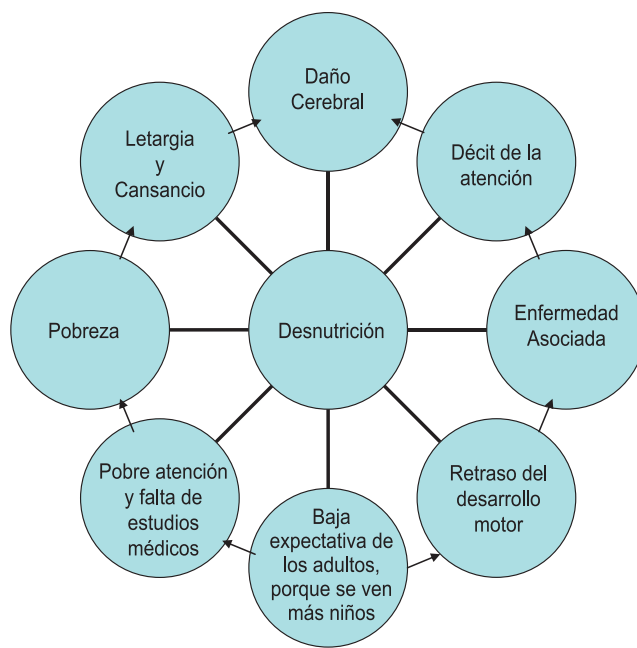 Daño
Cerebral
Letargia
y
Cansancio
Décit de la
atención
Pobreza
Desnutrición
Enfermedad
Asociada
Pobre atención
y falta de
estudios
médicos
Baja
expectativa de
los adultos,
porque se ven
más niños
Retraso del
desarrollo
motor